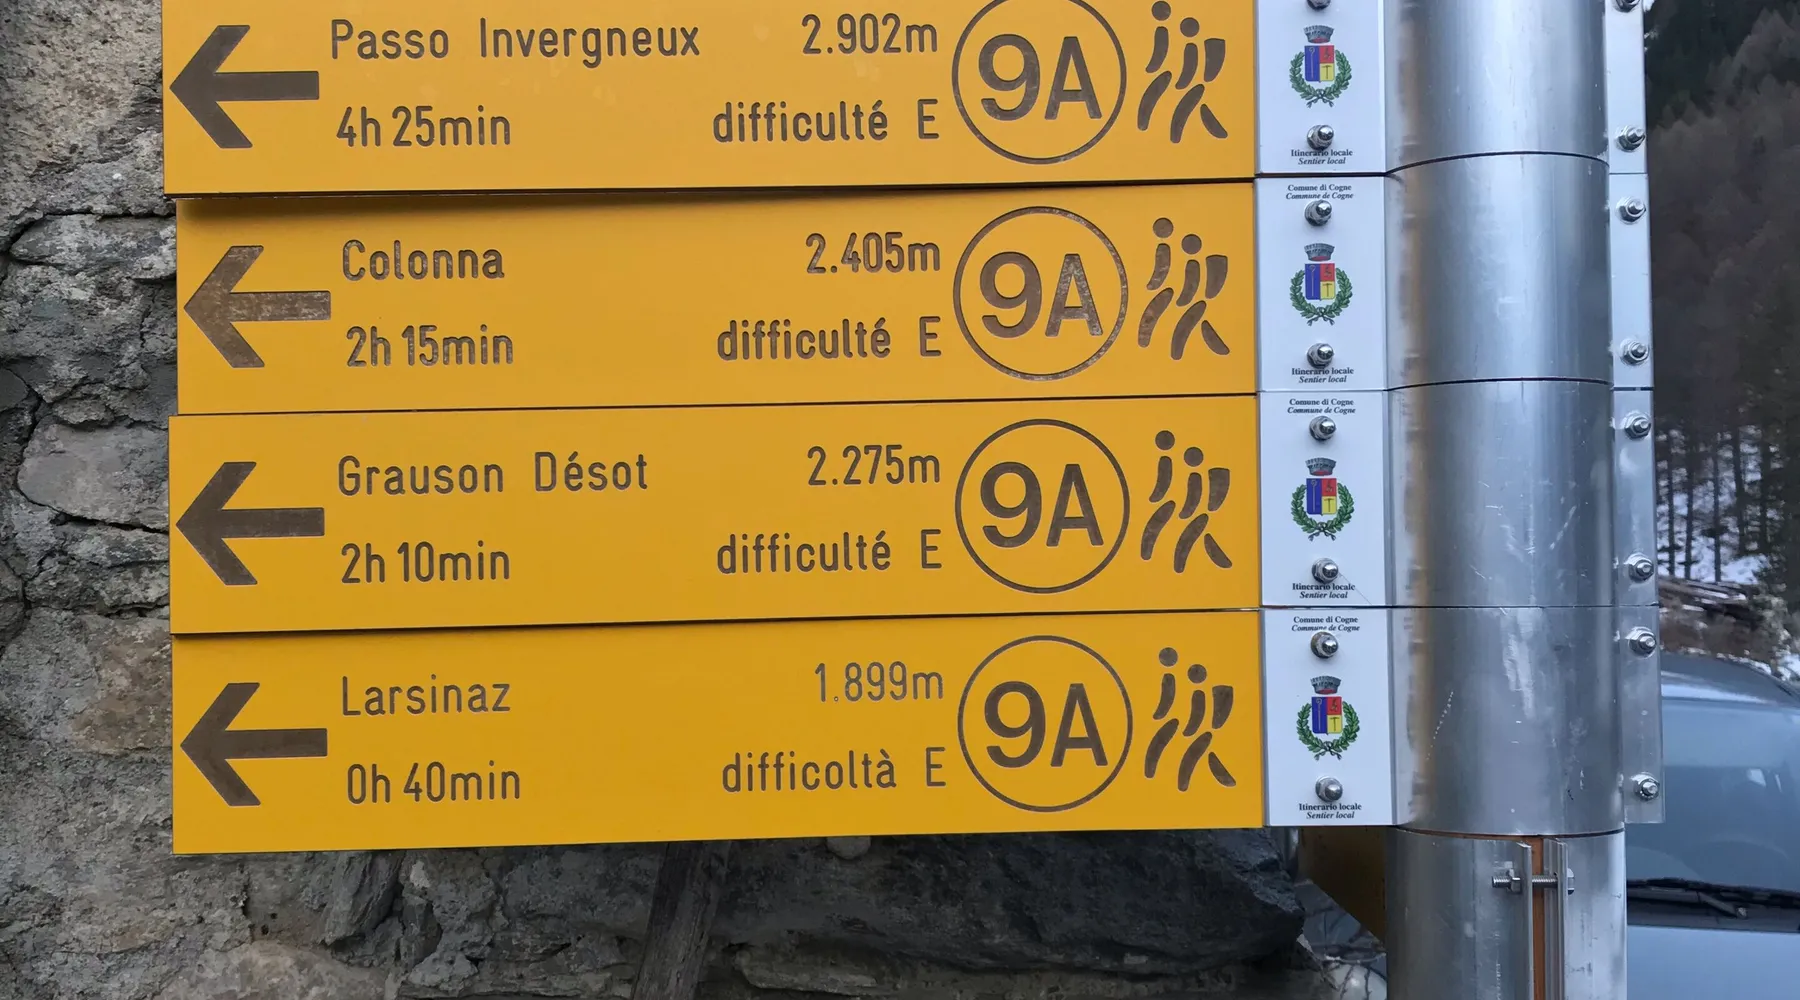 Passo Invergneux 2.902m
4h 25min difficulté E 9A
Itinerario locale
Sentier local
Comune di Cogne
Commune de Cogne
Colonna 2.405m
2h 15min difficulté E 9A
Itinerario locale
Sentier local
Comune di Cogne
Commune de Cogne
Grauson Désot 2.275m
2h 10min difficulté E 9A
Itinerario locale
Sentier local
Comune di Cogne
Commune de Cogne
Larsinaz 1.899m
0h 40min difficoltà E 9A
Itinerario locale
Sentier local